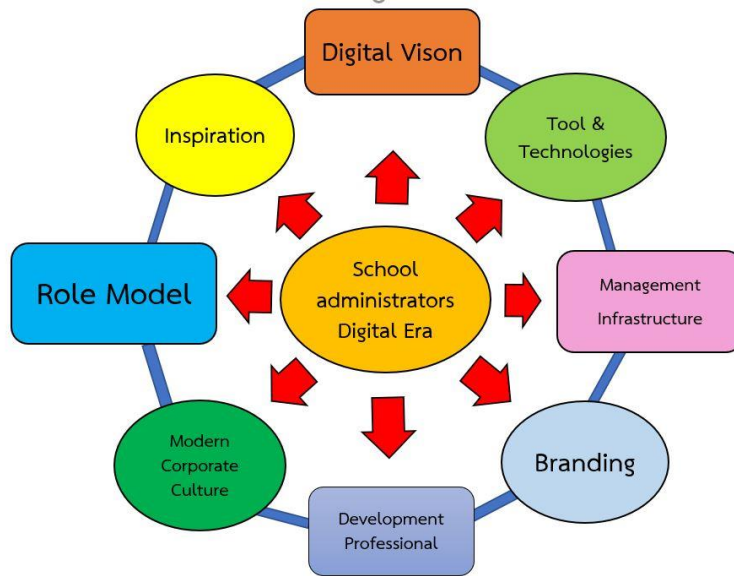 Digital Vison
Inspiration
Tool &
Technologies
School
administrators
Digital Era
Role Model
Management
Infrastructure
Modern
Corporate
Culture
Branding
Development
Professional